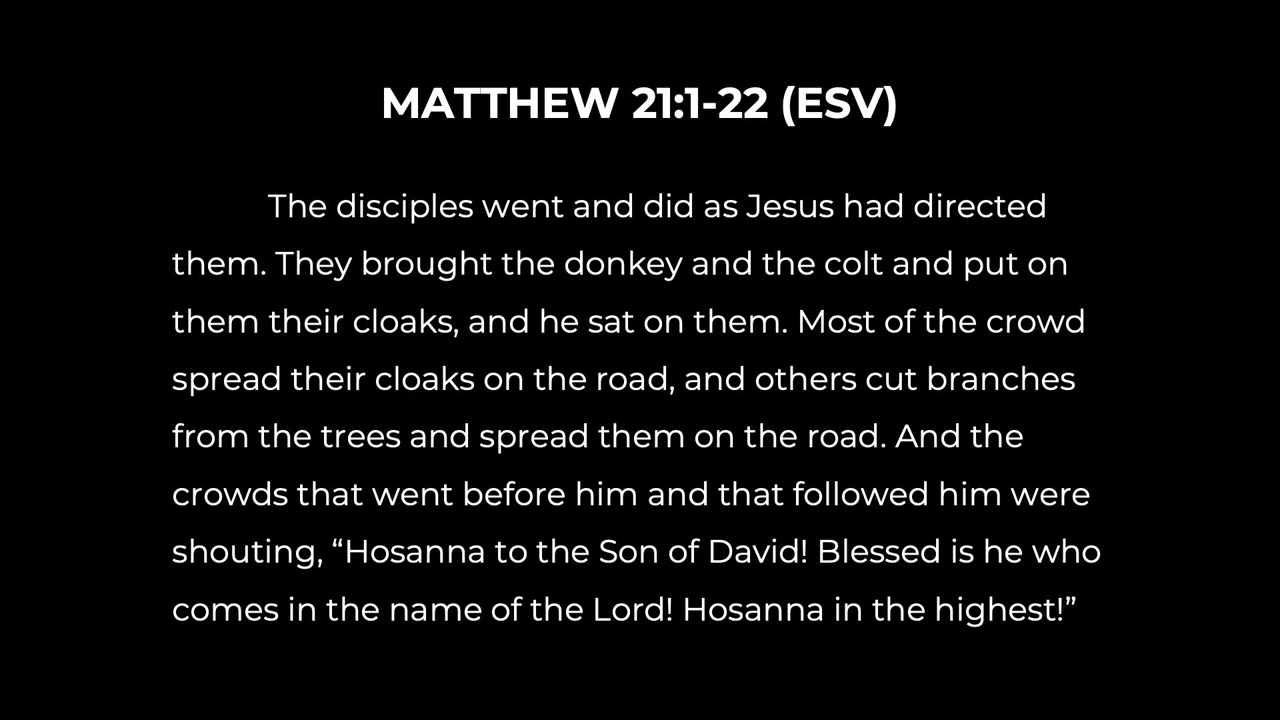 MATTHEW 21:1-22 (ESV)
The disciples went and did as Jesus had directed
them. They brought the donkey and the colt and put on
them their cloaks, and he sat on them. Most of the crowd
spread their cloaks on the road, and others cut branches
from the trees and spread them on the road. And the
crowds that went before him and that followed him were
shouting, “Hosanna to the Son of David! Blessed is he who
comes in the name of the Lord! Hosanna in the highest!”